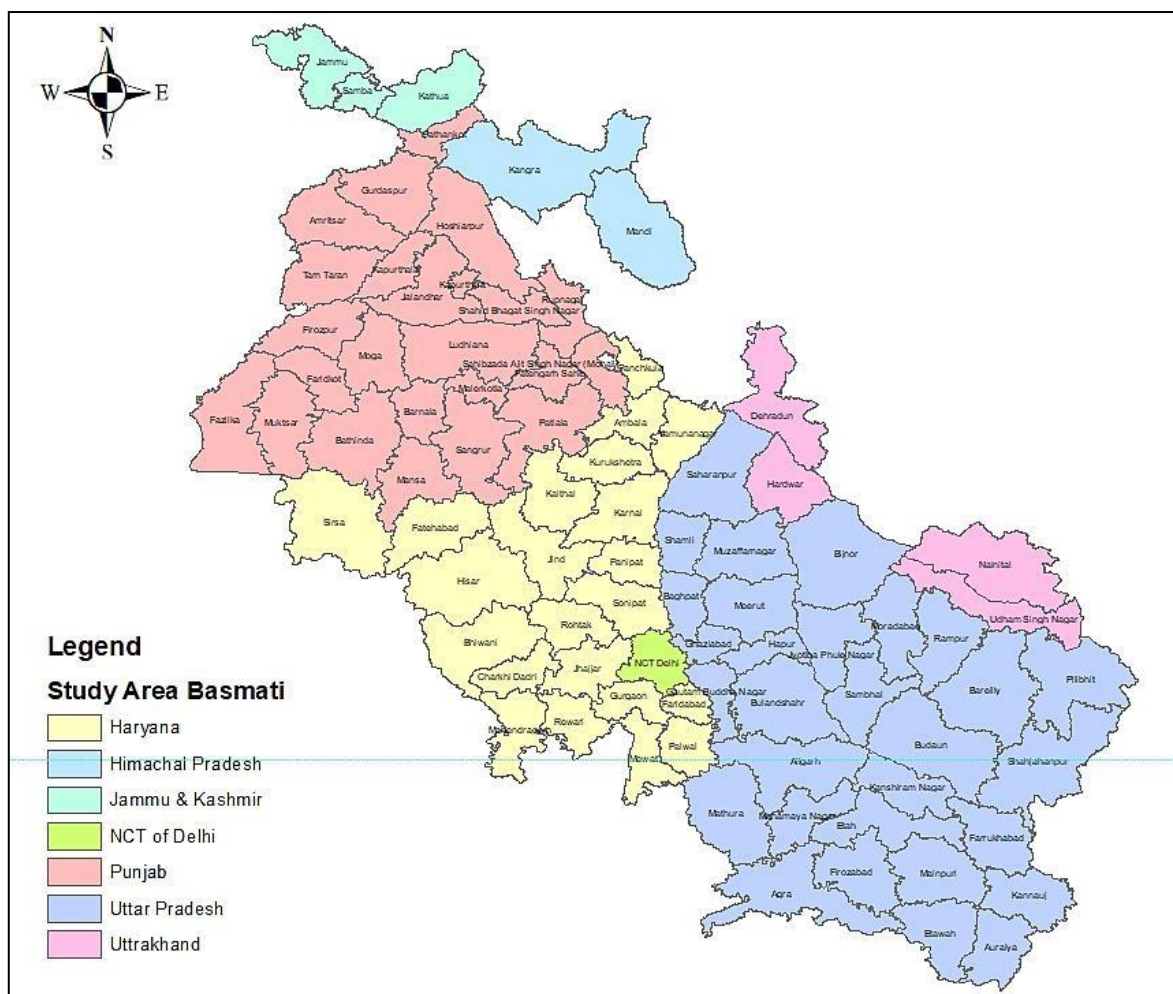 N
W E
S
Jammu
Samba
Kathua
Pathankot
Kangra
Mandi
Gurdaspur
Amritsar
Hoshiarpur
Tarn Taran
Kapurthala
Kapurthala
Jalandhar
Rupnagar
Shahid Bhagat Singh Nagar
Firozpur
Moga
Ludhiana
Faridkot
Sahibzada Ajit Singh Nagar (Mohali)
Fatehgarh Sahib
Panchkula
Malerkotla
Fazilka
Muktsar
Barnala
Patiala
Ambala
Yamunanagar
Dehradun
Bathinda
Sangrur
Kurukshetra
Saharanpur
Hardwar
Mansa
Kaithal
Sirsa
Fatehabad
Karnal
Shamli
Muzaffarnagar
Bijnor
Jind
Panipat
Nainital
Hisar
Baghpat
Meerut
Sonipat
Moradabad
Udham Singh Nagar
Rohtak
Rampur
Bhiwani
Ghaziabad
Hapur
Jyotiba Phule Nagar
NCT Delhi
Jhajjar
Charkhi Dadri
Pilibhit
Bareilly
Gurgaon
Gautam Buddha Nagar
Sambhal
Faridabad
Bulandshahr
Mahendragarh
Rewari
Palwal
Budaun
Mewat
Aligarh
Shahjahanpur
Kanshiram Nagar
Mathura
Mahamaya Nagar
Etah
Farrukhabad
Firozabad
Mainpuri
Agra
Kannauj
Etawah
Auraiya
Legend
Study Area Basmati
Haryana
Himachal Pradesh
Jammu & Kashmir
NCT of Delhi
Punjab
Uttar Pradesh
Uttrakhand